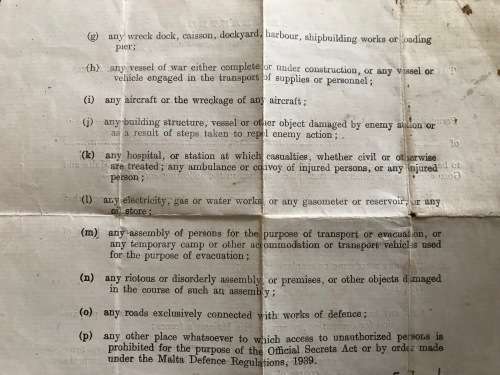 (g) any wreck dock, caisson, dockyard, harbour, shipbuilding works or loading
pier;
(h) any vessel of war either complete or under construction, or any vessel or
vehicle engaged in the transport of supplies or personnel;
(i) any aircraft or the wreckage of any aircraft;
(j) any building structure, vessel or other object damaged by enemy action or
as a result of steps taken to repel enemy action;
(k) any hospital, or station at which casualties, whether civil or otherwise
are treated; any ambulance or convoy of injured persons, or any injured
person;
(l) any electricity, gas or water works, or any gasometer or reservoir, or any
oil store;
(m) any assembly of persons for the purpose of transport or evacuation, or
any temporary camp or other accommodation or transport vehicles used
for the purpose of evacuation;
(n) any riotous or disorderly assembly, or premises, or other objects damaged
in the course of such an assembly;
(o) any roads exclusively connected with works of defence;
(p) any other place whatsoever to which access to unauthorized persons is
prohibited for the purpose of the Official Secrets Act or by order made
under the Malta Defence Regulations, 1939.